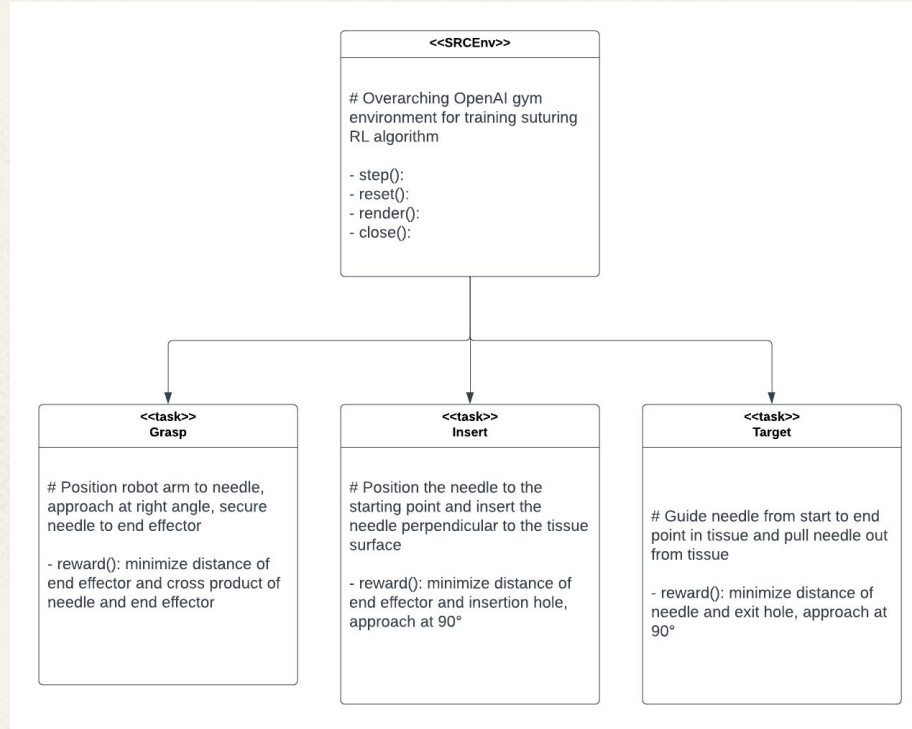 <<SRCEnv>>
# Overarching OpenAI gym
environment for training suturing
RL algorithm
- step():
- reset():
- render():
- close():
<<task>>
Grasp
# Position robot arm to needle,
approach at right angle, secure
needle to end effector
- reward(): minimize distance of
end effector and cross product of
needle and end effector
<<task>>
Insert
# Position the needle to the
starting point and insert the
needle perpendicular to the tissue
surface
- reward(): minimize distance of
end effector and insertion hole,
approach at 90°
<<task>>
Target
# Guide needle from start to end
point in tissue and pull needle out
from tissue
- reward(): minimize distance of
needle and exit hole, approach at
90°